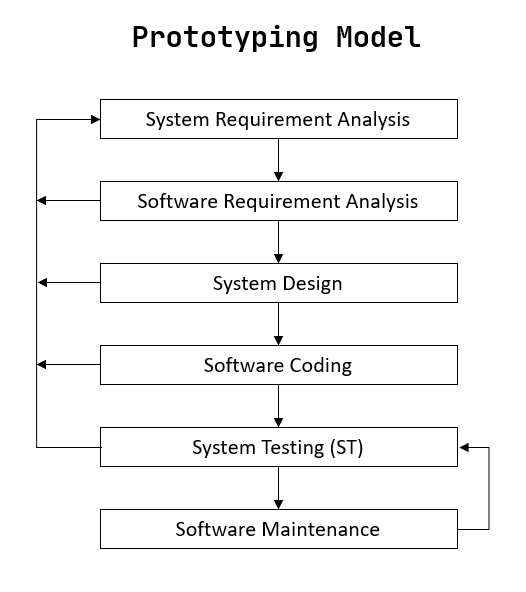 Prototyping Model
System Requirement Analysis
Software Requirement Analysis
System Design
Software Coding
System Testing (ST)
Software Maintenance